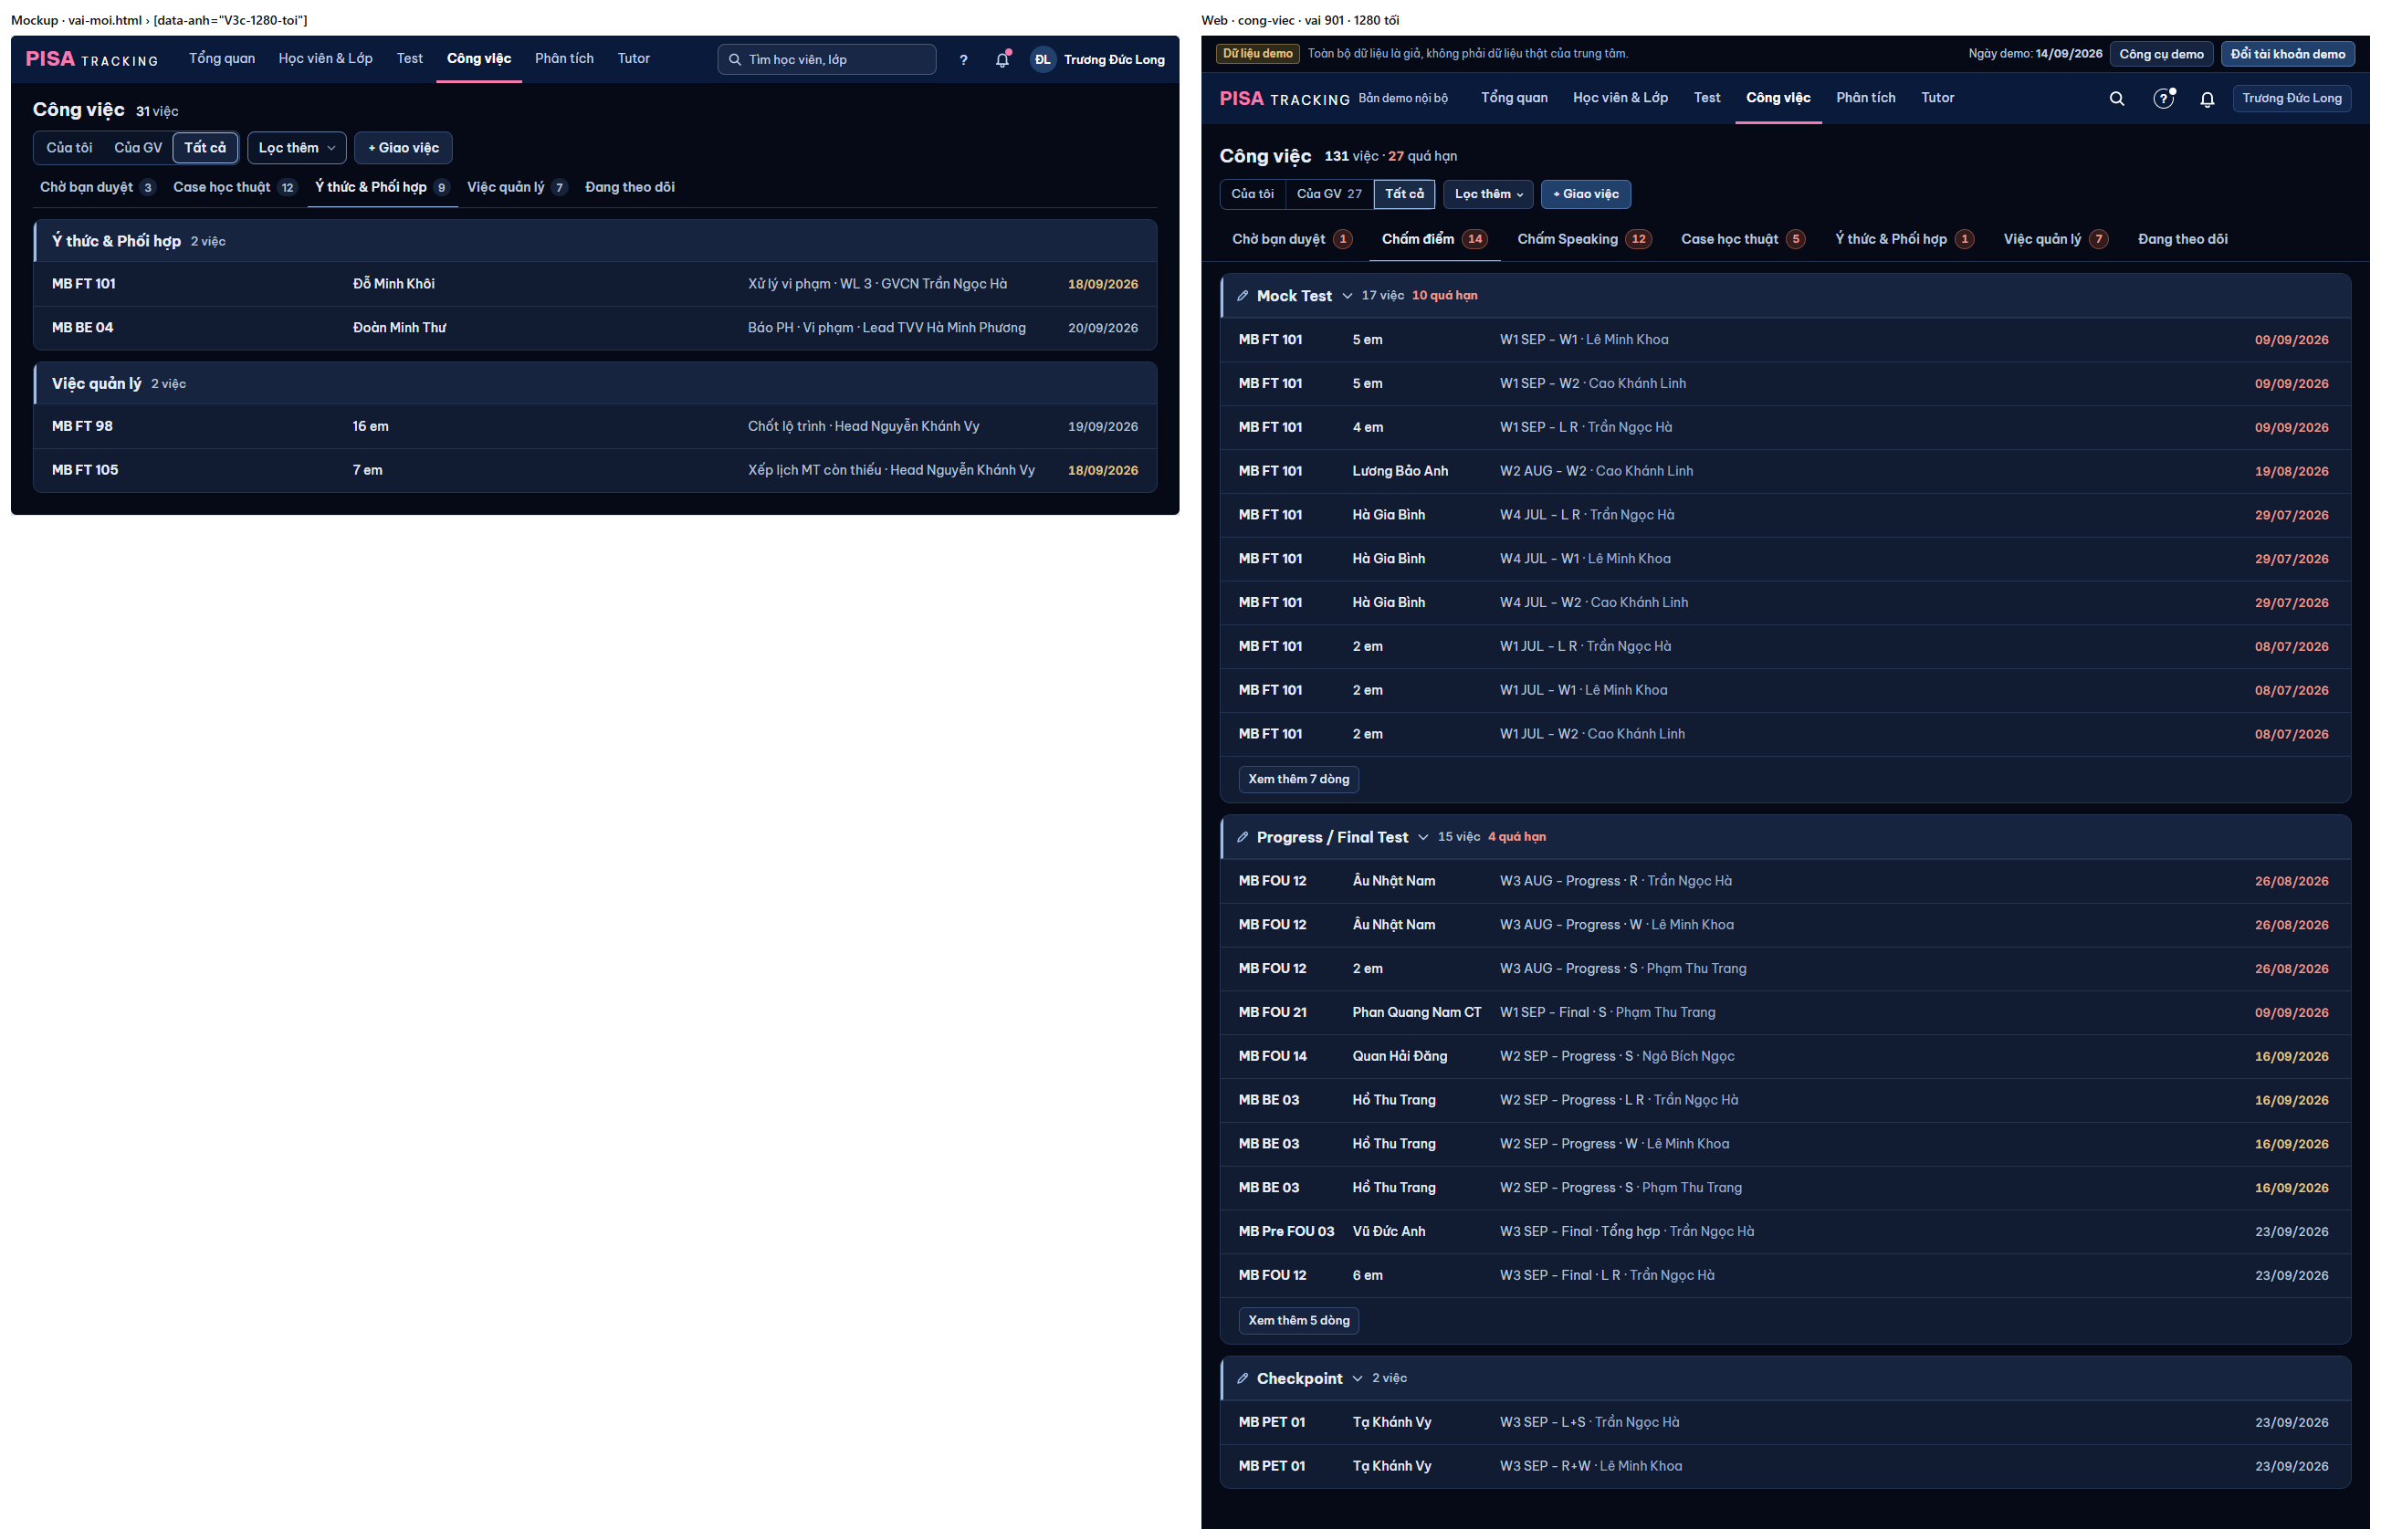 Mockup · vai-moi.html › [data-anh="V3c-1280-toi"]
PISA TRACKING Tổng quan Học viên & Lớp Test Công việc Phân tích Tutor Tìm học viên, lớp ? ĐL Trương Đức Long
Công việc 31 việc
Của tôi Của GV Tất cả Lọc thêm + Giao việc
Chờ bạn duyệt 3 Case học thuật 12 Ý thức & Phối hợp 9 Việc quản lý 7 Đang theo dõi
Ý thức & Phối hợp 2 việc
MB FT 101 Đỗ Minh Khôi Xử lý vi phạm · WL 3 · GVCN Trần Ngọc Hà 18/09/2026
MB BE 04 Đoàn Minh Thư Báo PH · Vi phạm · Lead TVV Hà Minh Phương 20/09/2026
Việc quản lý 2 việc
MB FT 98 16 em Chốt lộ trình · Head Nguyễn Khánh Vy 19/09/2026
MB FT 105 7 em Xếp lịch MT còn thiếu · Head Nguyễn Khánh Vy 18/09/2026
Web · cong-viec · vai 901 · 1280 tối
Dữ liệu demo Toàn bộ dữ liệu là giả, không phải dữ liệu thật của trung tâm. Ngày demo: 14/09/2026 Công cụ demo Đổi tài khoản demo
PISA TRACKING Bản demo nội bộ Tổng quan Học viên & Lớp Test Công việc Phân tích Tutor ? Trương Đức Long
Công việc 131 việc · 27 quá hạn
Của tôi Của GV 27 Tất cả Lọc thêm + Giao việc
Chờ bạn duyệt 1 Chấm điểm 14 Chấm Speaking 12 Case học thuật 5 Ý thức & Phối hợp 1 Việc quản lý 7 Đang theo dõi
Mock Test 17 việc 10 quá hạn
MB FT 101 5 em W1 SEP - W1 · Lê Minh Khoa 09/09/2026
MB FT 101 5 em W1 SEP - W2 · Cao Khánh Linh 09/09/2026
MB FT 101 4 em W1 SEP - L R · Trần Ngọc Hà 09/09/2026
MB FT 101 Lương Bảo Anh W2 AUG - W2 · Cao Khánh Linh 19/08/2026
MB FT 101 Hà Gia Bình W4 JUL - L R · Trần Ngọc Hà 29/07/2026
MB FT 101 Hà Gia Bình W4 JUL - W1 · Lê Minh Khoa 29/07/2026
MB FT 101 Hà Gia Bình W4 JUL - W2 · Cao Khánh Linh 29/07/2026
MB FT 101 2 em W1 JUL - L R · Trần Ngọc Hà 08/07/2026
MB FT 101 2 em W1 JUL - W1 · Lê Minh Khoa 08/07/2026
MB FT 101 2 em W1 JUL - W2 · Cao Khánh Linh 08/07/2026
Xem thêm 7 dòng
Progress / Final Test 15 việc 4 quá hạn
MB FOU 12 Âu Nhật Nam W3 AUG - Progress · R · Trần Ngọc Hà 26/08/2026
MB FOU 12 Âu Nhật Nam W3 AUG - Progress · W · Lê Minh Khoa 26/08/2026
MB FOU 12 2 em W3 AUG - Progress · S · Phạm Thu Trang 26/08/2026
MB FOU 21 Phan Quang Nam CT W1 SEP - Final · S · Phạm Thu Trang 09/09/2026
MB FOU 14 Quan Hải Đăng W2 SEP - Progress · S · Ngô Bích Ngọc 16/09/2026
MB BE 03 Hồ Thu Trang W2 SEP - Progress · L R · Trần Ngọc Hà 16/09/2026
MB BE 03 Hồ Thu Trang W2 SEP - Progress · W · Lê Minh Khoa 16/09/2026
MB BE 03 Hồ Thu Trang W2 SEP - Progress · S · Phạm Thu Trang 16/09/2026
MB Pre FOU 03 Vũ Đức Anh W3 SEP - Final · Tổng hợp · Trần Ngọc Hà 23/09/2026
MB FOU 12 6 em W3 SEP - Final · L R · Trần Ngọc Hà 23/09/2026
Xem thêm 5 dòng
Checkpoint 2 việc
MB PET 01 Tạ Khánh Vy W3 SEP - L+S · Trần Ngọc Hà 23/09/2026
MB PET 01 Tạ Khánh Vy W3 SEP - R+W · Lê Minh Khoa 23/09/2026